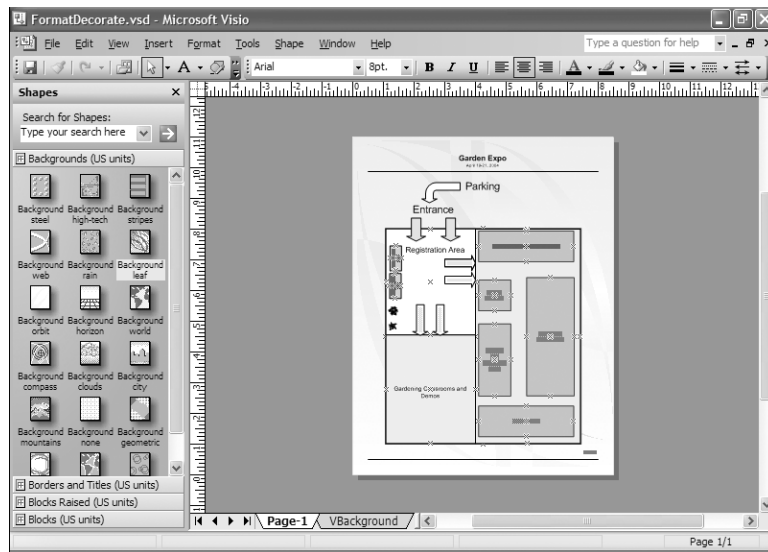 FormatDecorate.vsd - Microsoft Visio
File Edit View Insert Format Tools Shape Window Help
Type a question for help
Arial 8pt. B I U
Shapes
Search for Shapes:
Type your search here
Backgrounds (US units)
Background steel
Background high-tech
Background stripes
Background web
Background rain
Background leaf
Background orbit
Background horizon
Background world
Background compass
Background clouds
Background city
Background mountains
Background none
Background geometric
Borders and Titles (US units)
Blocks Raised (US units)
Blocks (US units)
Garden Expo
Parking
Entrance
Registration Area
Gardening Classrooms and
Demos
Page-1 VBackground
Page 1/1